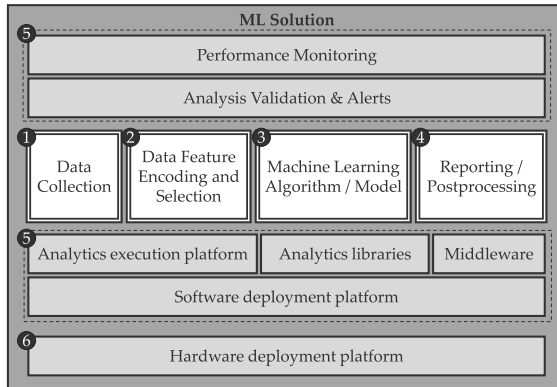 ML Solution
5
Performance Monitoring
Analysis Validation & Alerts
1
Data
Collection
2
Data Feature
Encoding and
Selection
3
Machine Learning
Algorithm / Model
4
Reporting /
Postprocessing
5
Analytics execution platform
Analytics libraries
Middleware
Software deployment platform
6
Hardware deployment platform